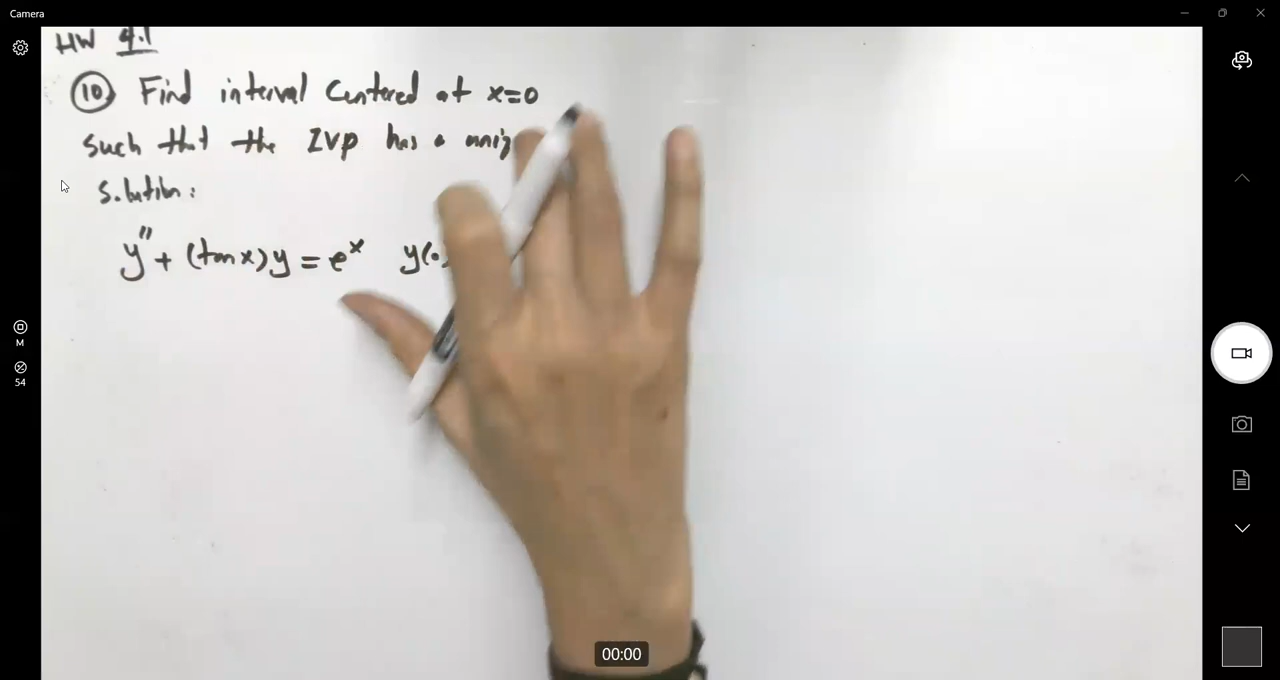 Camera
HW 4.1
10 Find interval Centered at x=0
such that the IVP has a
Solution:
y'' + (tan x)y = e^x y(0
M
54
00:00